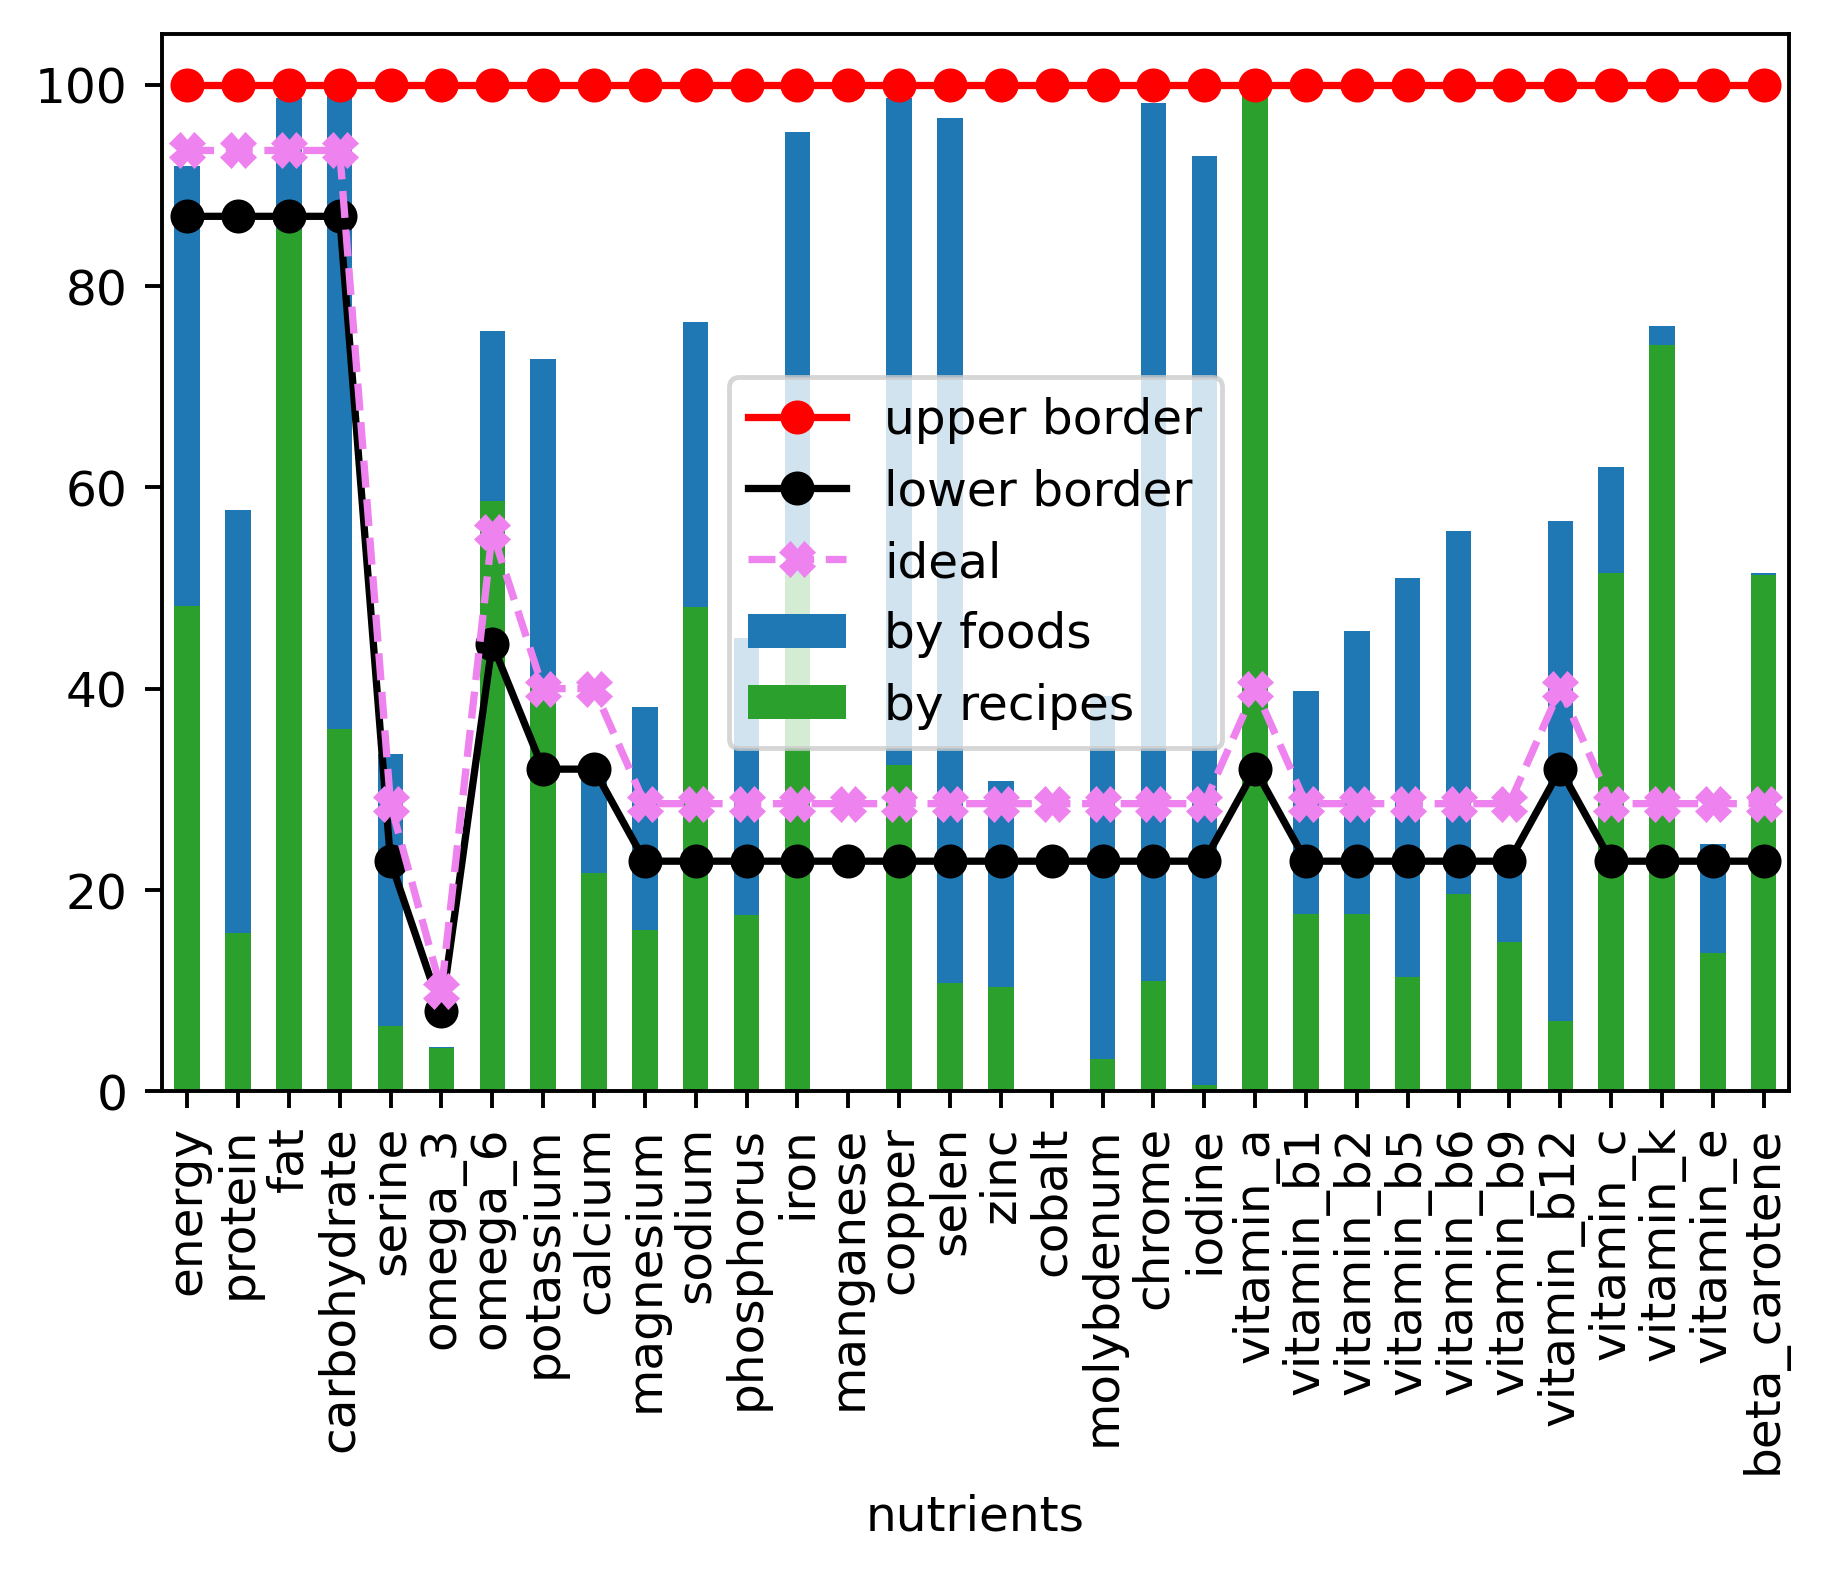 100
80
60
40
20
0
upper border
lower border
ideal
by foods
by recipes
energy
protein
fat
carbohydrate
serine
omega_3
omega_6
potassium
calcium
magnesium
sodium
phosphorus
iron
manganese
copper
selen
zinc
cobalt
molybdenum
chrome
iodine
vitamin_a
vitamin_b1
vitamin_b2
vitamin_b5
vitamin_b6
vitamin_b9
vitamin_b12
vitamin_c
vitamin_k
vitamin_e
beta_carotene
nutrients